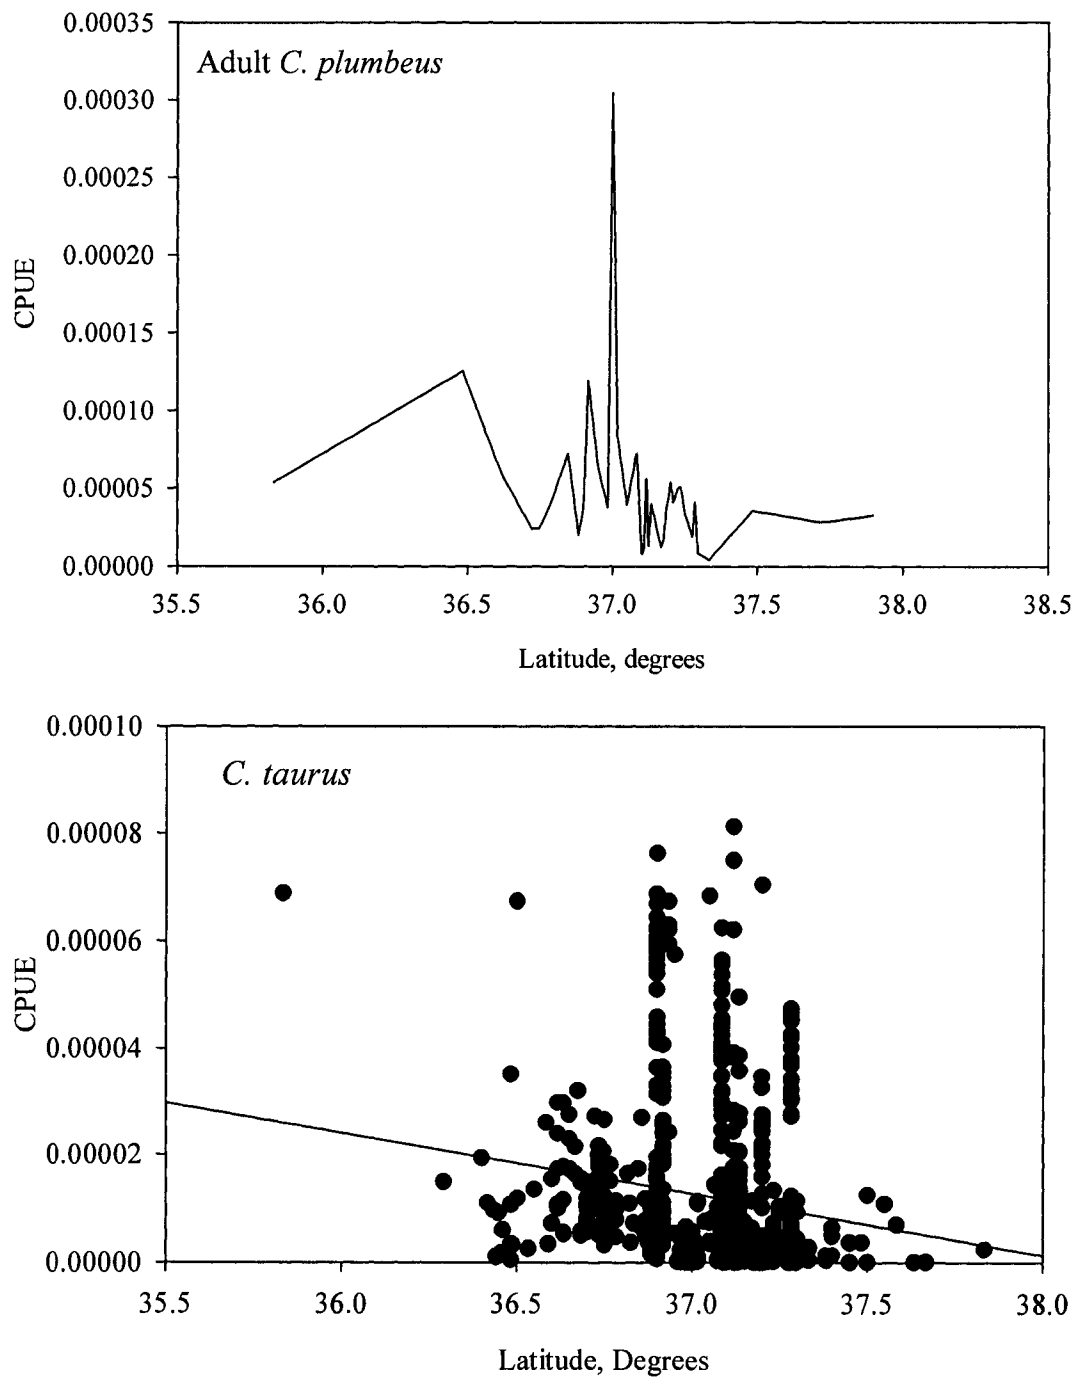 0.00035
Adult C. plumbeus
0.00030
0.00025
0.00020
CPUE
0.00015
0.00010
0.00005
0.00000
35.5 36.0 36.5 37.0 37.5 38.0 38.5
Latitude, degrees
0.00010
C. taurus
0.00008
0.00006
CPUE
0.00004
0.00002
0.00000
35.5 36.0 36.5 37.0 37.5 38.0
Latitude, Degrees